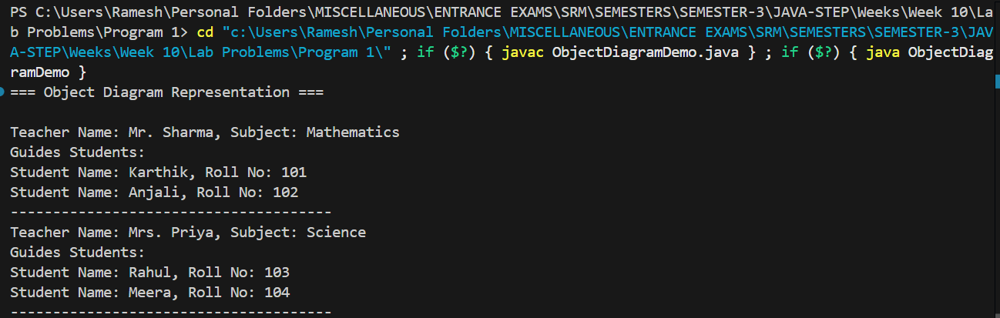 PS C:\Users\Ramesh\Personal Folders\MISCELLANEOUS\ENTRANCE EXAMS\SRM\SEMESTERS\SEMESTER-3\JAVA-STEP\Weeks\Week 10\La
b Problems\Program 1> cd "c:\Users\Ramesh\Personal Folders\MISCELLANEOUS\ENTRANCE EXAMS\SRM\SEMESTERS\SEMESTER-3\JAV
A-STEP\Weeks\Week 10\Lab Problems\Program 1\" ; if ($?) { javac ObjectDiagramDemo.java } ; if ($?) { java ObjectDiag
ramDemo }
=== Object Diagram Representation ===
Teacher Name: Mr. Sharma, Subject: Mathematics
Guides Students:
Student Name: Karthik, Roll No: 101
Student Name: Anjali, Roll No: 102
--------------------------------------
Teacher Name: Mrs. Priya, Subject: Science
Guides Students:
Student Name: Rahul, Roll No: 103
Student Name: Meera, Roll No: 104
--------------------------------------